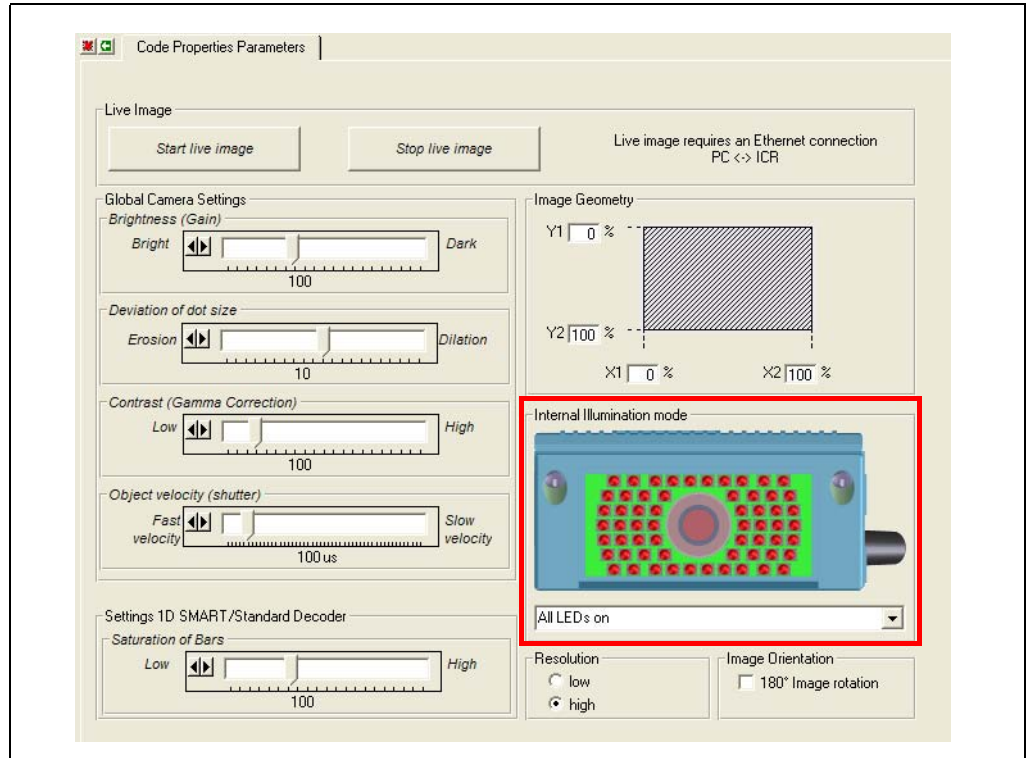 Code Properties Parameters
Live Image
Start live image
Stop live image
Live image requires an Ethernet connection
PC <-> ICR
Global Camera Settings
Brightness (Gain)
Bright
Dark
100
Deviation of dot size
Erosion
Dilation
10
Contrast (Gamma Correction)
Low
High
100
Object velocity (shutter)
Fast
velocity
Slow
velocity
100 us
Settings 1D SMART/Standard Decoder
Saturation of Bars
Low
High
100
Image Geometry
Y1 0 %
Y2 100 %
X1 0 % X2 100 %
Internal Illumination mode
All LEDs on
Resolution
low
high
Image Orientation
180° Image rotation